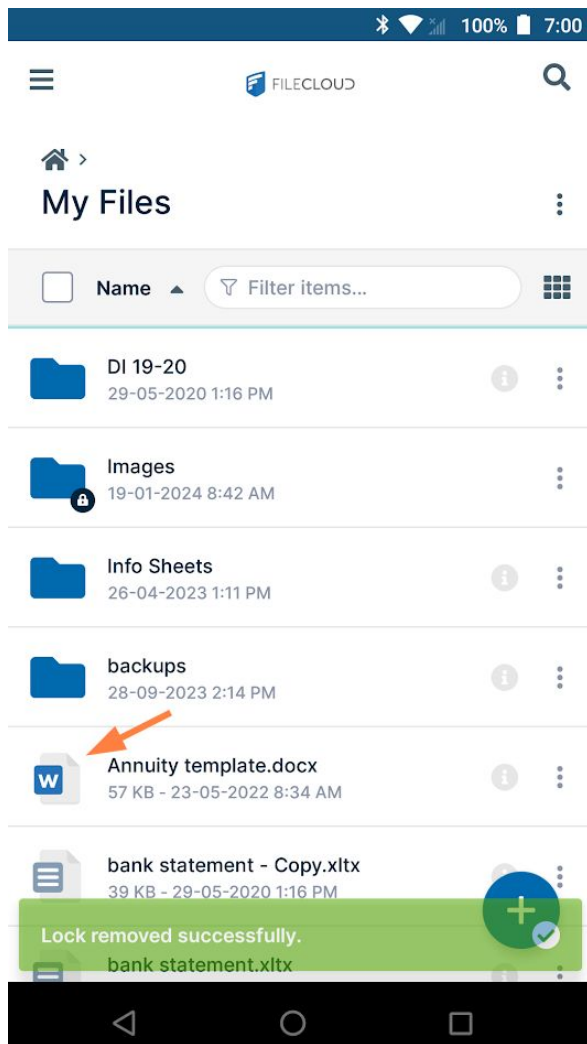 100% 7:00
FILECLOUD
My Files
Name Filter items...
DI 19-20
29-05-2020 1:16 PM
Images
19-01-2024 8:42 AM
Info Sheets
26-04-2023 1:11 PM
backups
28-09-2023 2:14 PM
W
Annuity template.docx
57 KB - 23-05-2022 8:34 AM
bank statement - Copy.xltx
39 KB - 29-05-2020 1:16 PM
Lock removed successfully.
bank statement.xltx